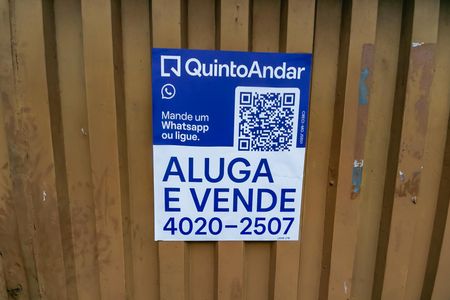 QuintoAndar
Mande um
Whatsapp
ou ligue.
ALUGA
E VENDE
4020-2507